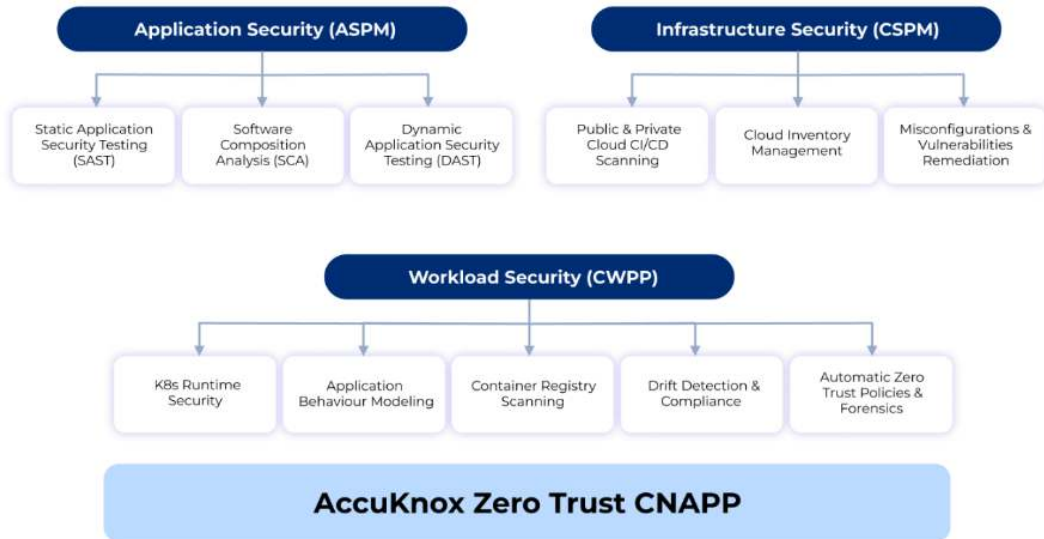 Application Security (ASPM)
Static Application
Security Testing
(SAST)
Software
Composition
Analysis (SCA)
Dynamic
Application Security
Testing (DAST)
Infrastructure Security (CSPM)
Public & Private
Cloud CI/CD
Scanning
Cloud Inventory
Management
Misconfigurations &
Vulnerabilities
Remediation
Workload Security (CWPP)
K8s Runtime
Security
Application
Behaviour Modeling
Container Registry
Scanning
Drift Detection &
Compliance
Automatic Zero
Trust Policies &
Forensics
AccuKnox Zero Trust CNAPP